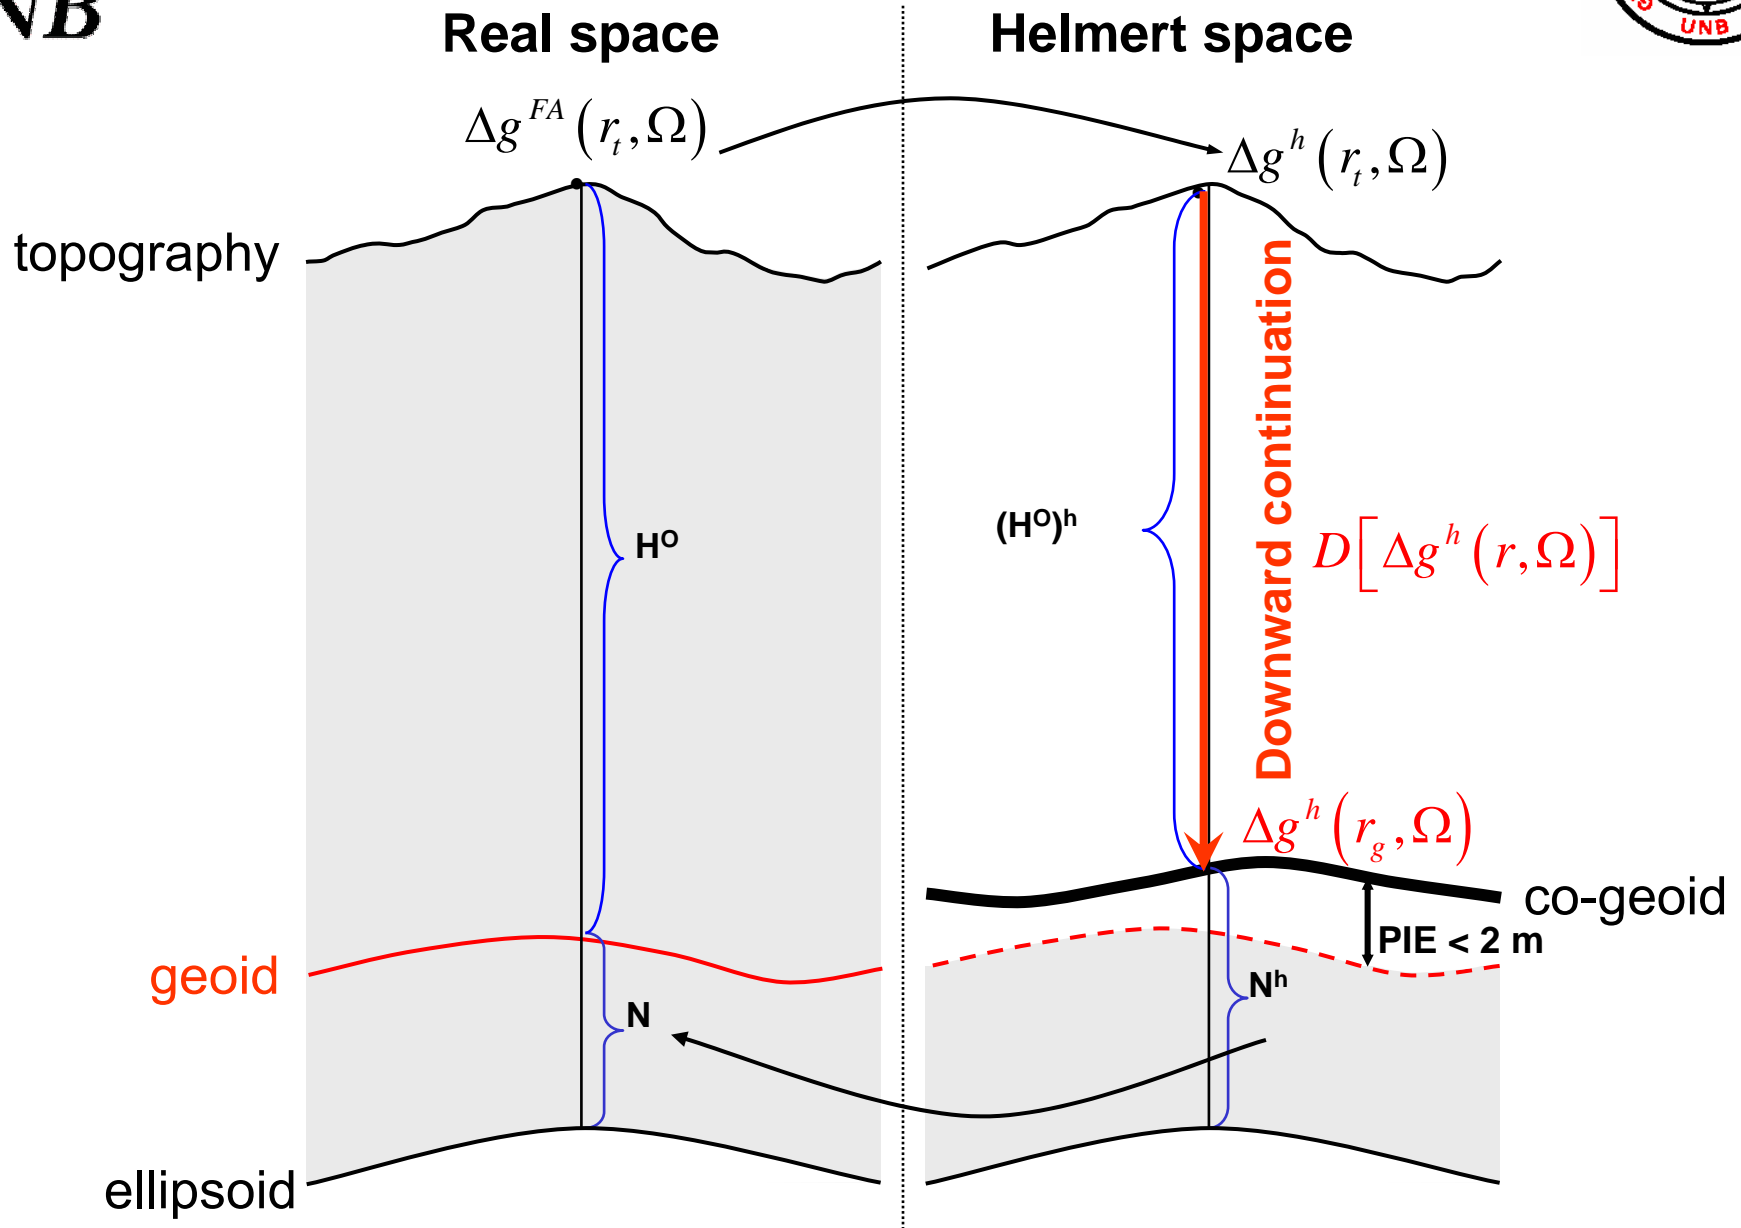 Real space
Helmert space
UNB
Δg^{FA}(r_t,Ω)
Δg^h(r_t,Ω)
topography
Downward continuation
H^O
(H^O)^h
D[Δg^h(r,Ω)]
Δg^h(r_g,Ω)
co-geoid
PIE < 2 m
geoid
N^h
N
ellipsoid